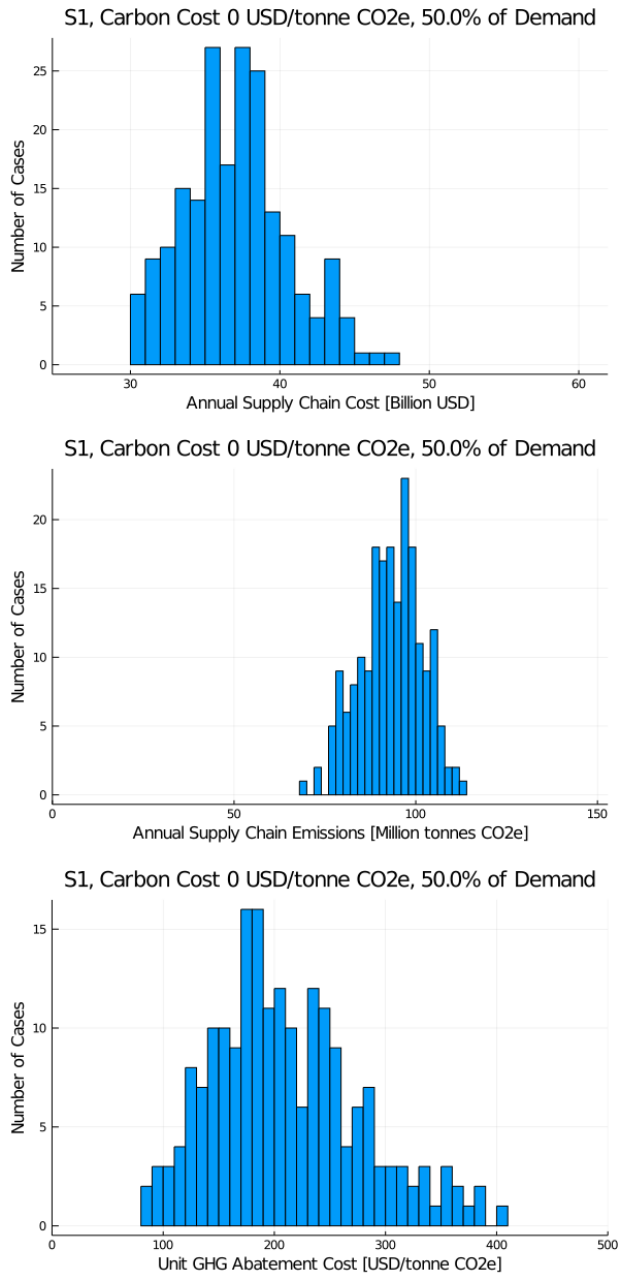 S1, Carbon Cost 0 USD/tonne CO2e, 50.0% of Demand
25
20
15
10
5
0
Number of Cases
30 40 50 60
Annual Supply Chain Cost [Billion USD]
S1, Carbon Cost 0 USD/tonne CO2e, 50.0% of Demand
20
15
10
5
0
Number of Cases
0 50 100 150
Annual Supply Chain Emissions [Million tonnes CO2e]
S1, Carbon Cost 0 USD/tonne CO2e, 50.0% of Demand
15
10
5
0
Number of Cases
0 100 200 300 400 500
Unit GHG Abatement Cost [USD/tonne CO2e]